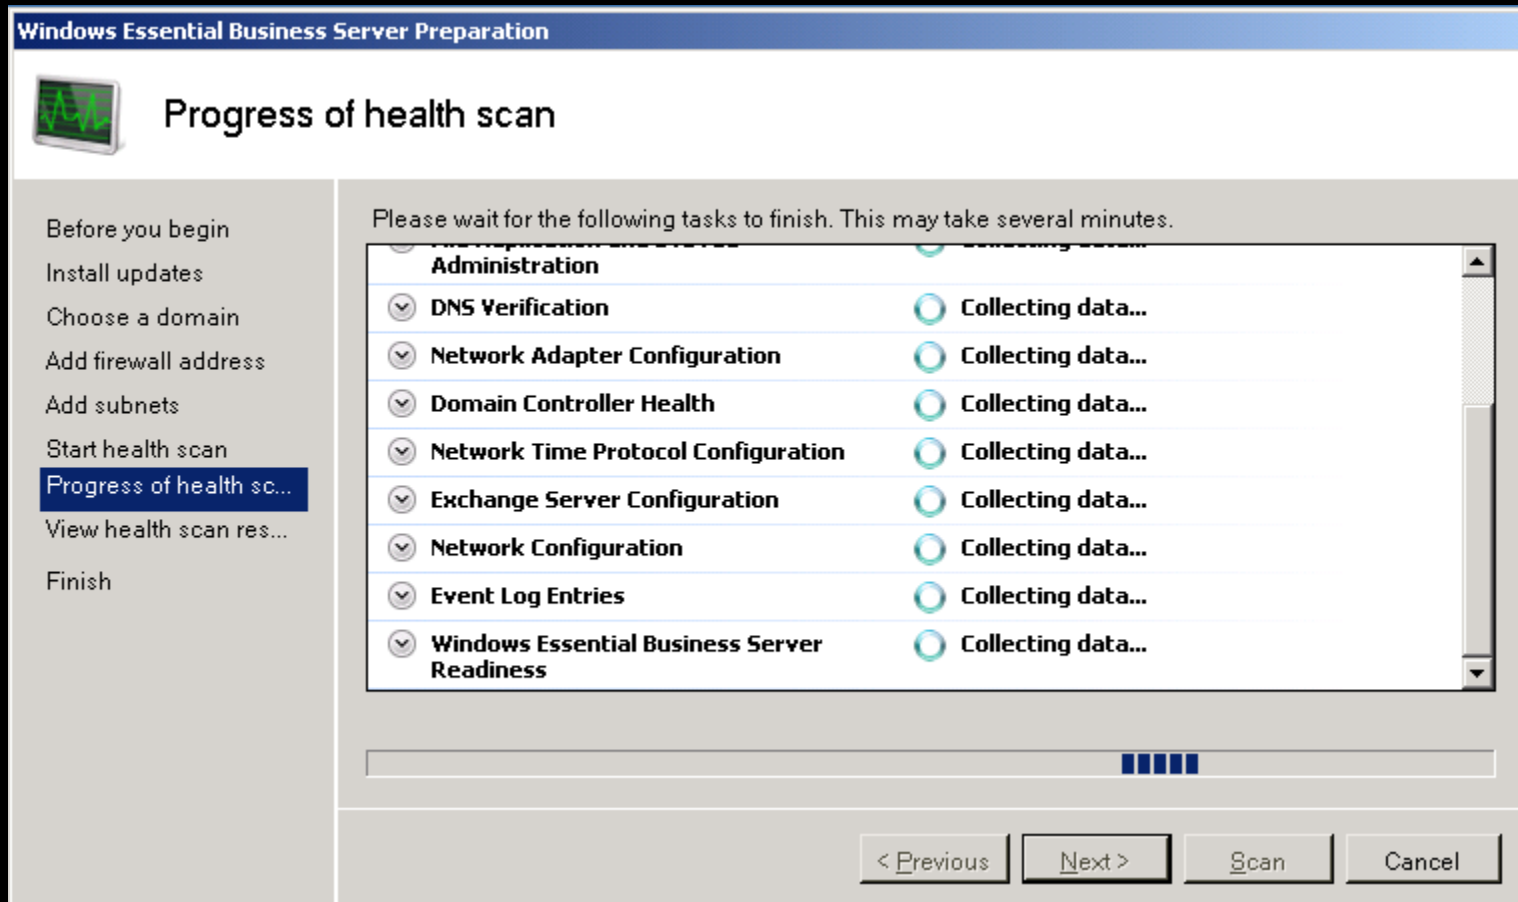 Windows Essential Business Server Preparation
Progress of health scan
Before you begin
Install updates
Choose a domain
Add firewall address
Add subnets
Start health scan
Progress of health sc...
View health scan res...
Finish
Please wait for the following tasks to finish. This may take several minutes.
Administration
DNS Verification Collecting data...
Network Adapter Configuration Collecting data...
Domain Controller Health Collecting data...
Network Time Protocol Configuration Collecting data...
Exchange Server Configuration Collecting data...
Network Configuration Collecting data...
Event Log Entries Collecting data...
Windows Essential Business Server Collecting data...
Readiness
< Previous Next > Scan Cancel